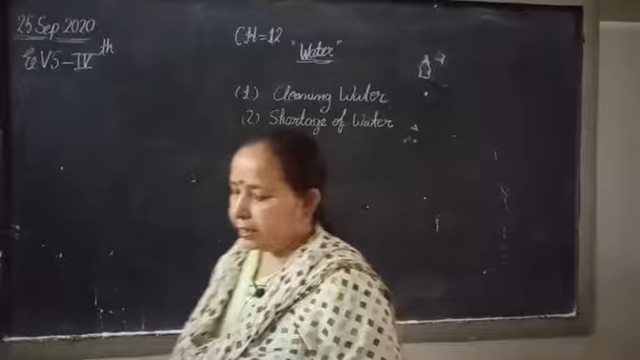 25 Sep 2020
EVS-IVth
CH=12
"Water"
(1) Cleaning Water
(2) Shortage of Water